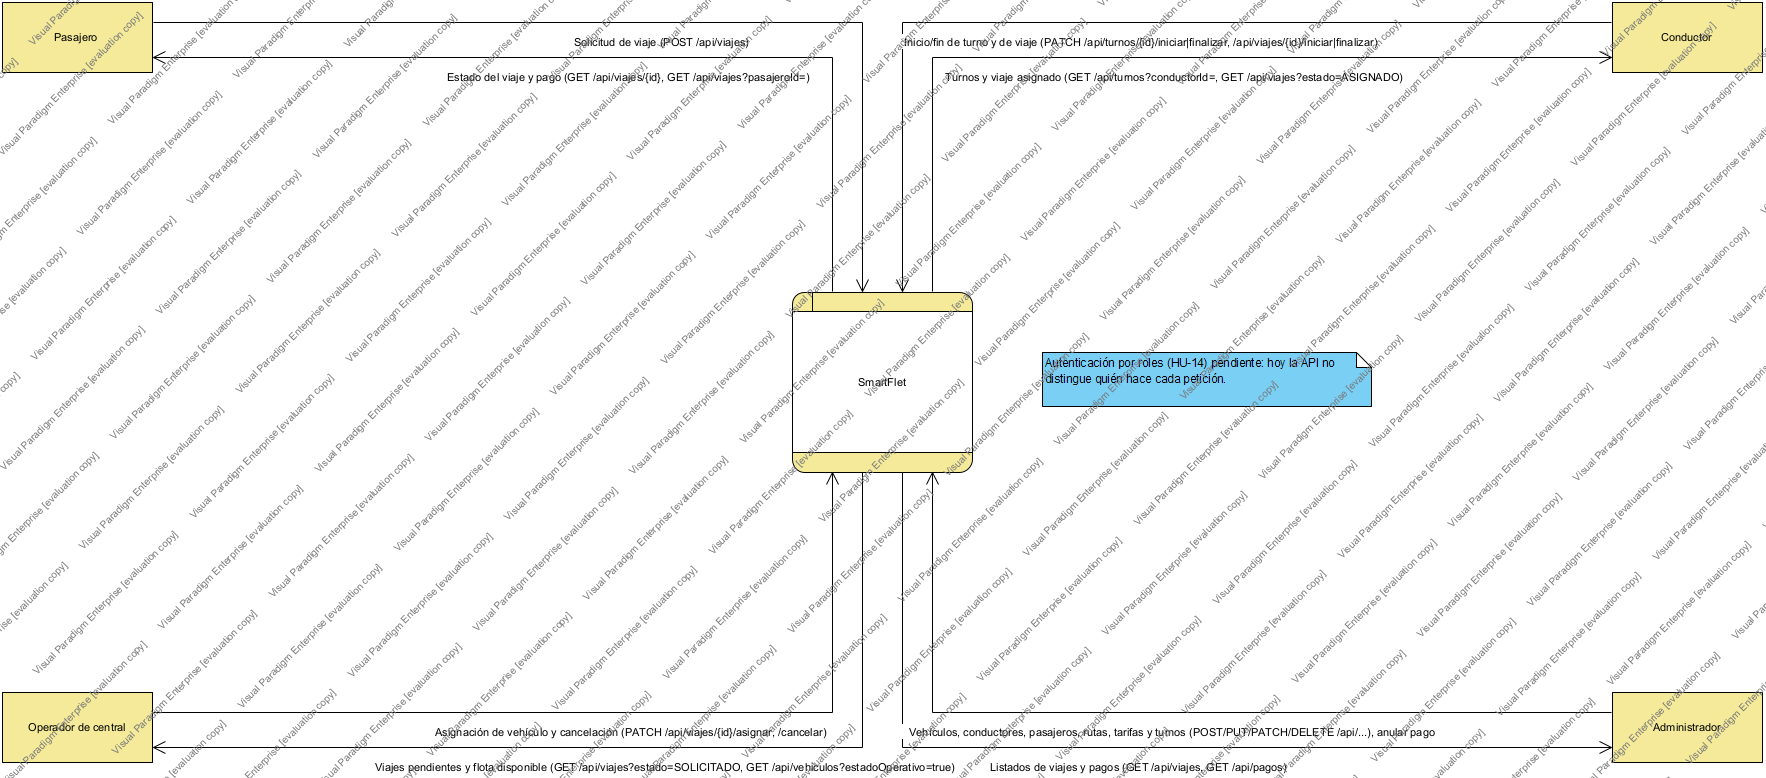 Pasajero
Conductor
Solicitud de viaje (POST /api/viajes)
Inicio/fin de turno y de viaje (PATCH /api/turnos/{id}/iniciar|finalizar, /api/viajes/{id}/iniciar|finalizar)
Estado del viaje y pago (GET /api/viajes/{id}, GET /api/viajes?pasajeroId=)
Turnos y viaje asignado (GET /api/turnos?conductorId=, GET /api/viajes?estado=ASIGNADO)
SmartFlet
Autenticación por roles (HU-14) pendiente: hoy la API no
distingue quién hace cada petición.
Operador de central
Administrador
Asignación de vehículo y cancelación (PATCH /api/viajes/{id}/asignar, /cancelar)
Vehículos, conductores, pasajeros, rutas, tarifas y turnos (POST/PUT/PATCH/DELETE /api/...), anular pago
Viajes pendientes y flota disponible (GET /api/viajes?estado=SOLICITADO, GET /api/vehiculos?estadoOperativo=true)
Listados de viajes y pagos (GET /api/viajes, GET /api/pagos)
Visual Paradigm Enterprise [evaluation copy]